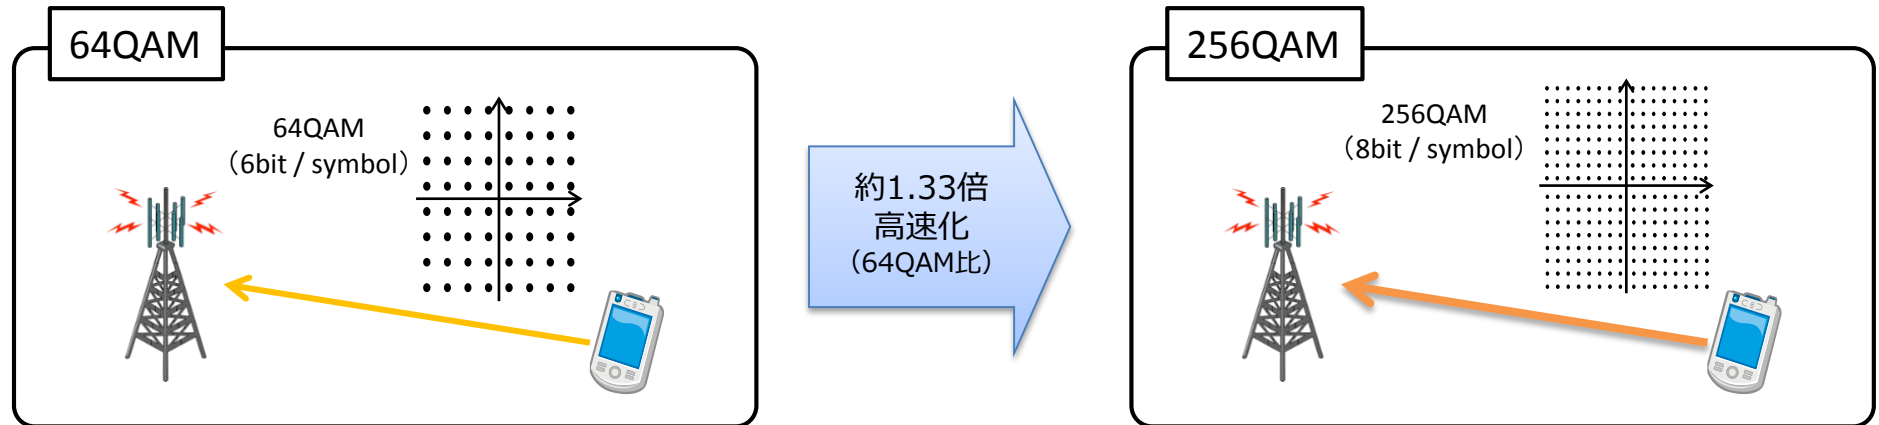 64QAM
64QAM
（6bit / symbol）
約1.33倍
高速化
（64QAM比）
256QAM
256QAM
（8bit / symbol）